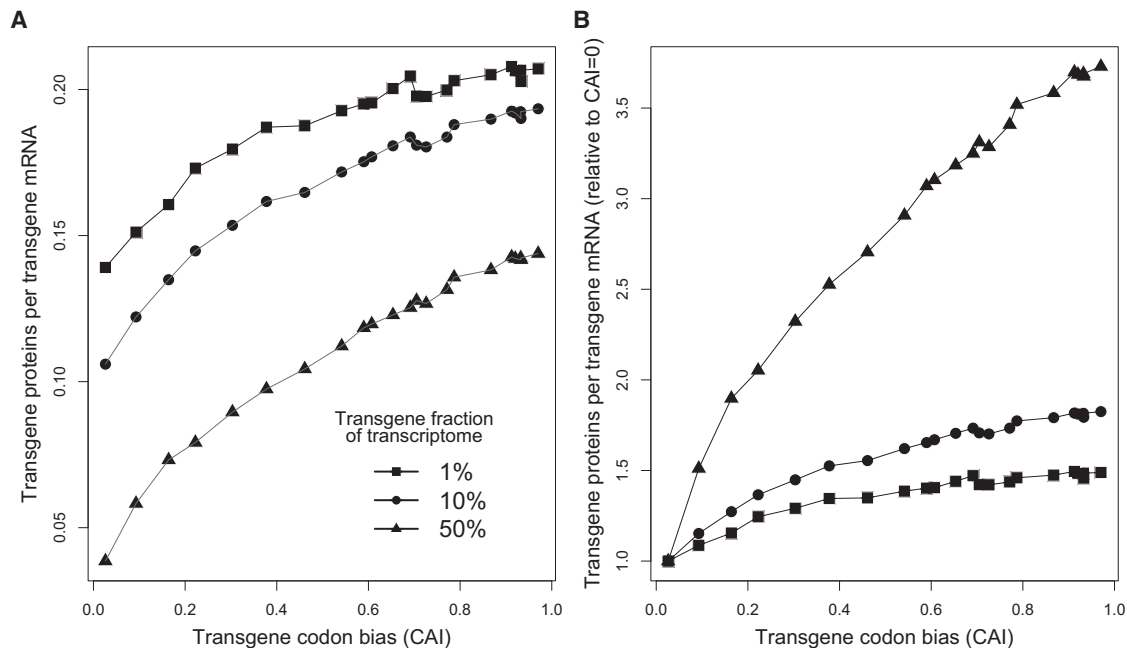 A
Transgene proteins per transgene mRNA
0.20
0.15
0.10
0.05
Transgene fraction
of transcriptome
1%
10%
50%
0.0 0.2 0.4 0.6 0.8 1.0
Transgene codon bias (CAI)
B
Transgene proteins per transgene mRNA (relative to CAI=0)
3.5
3.0
2.5
2.0
1.5
1.0
0.0 0.2 0.4 0.6 0.8 1.0
Transgene codon bias (CAI)